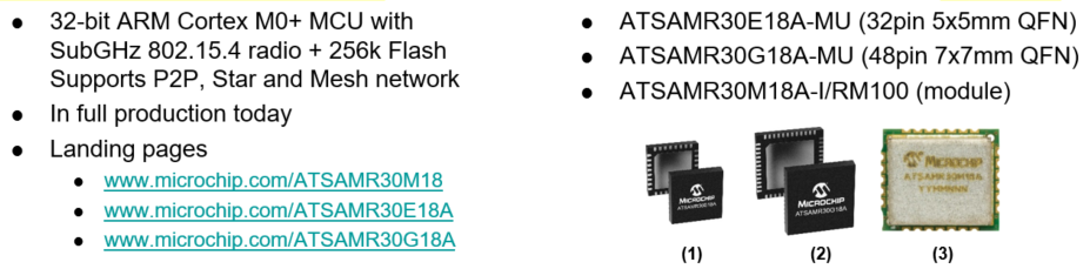 32-bit ARM Cortex M0+ MCU with
SubGHz 802.15.4 radio + 256k Flash
Supports P2P, Star and Mesh network
In full production today
Landing pages
www.microchip.com/ATSAMR30M18
www.microchip.com/ATSAMR30E18A
www.microchip.com/ATSAMR30G18A
ATSAMR30E18A-MU (32pin 5x5mm QFN)
ATSAMR30G18A-MU (48pin 7x7mm QFN)
ATSAMR30M18A-I/RM100 (module)
MICROCHIP
ATSAMR30E18A
MICROCHIP
ATSAMR30G18A
MICROCHIP
ATSAMR30M18A
YYWWNNN
(1) (2) (3)